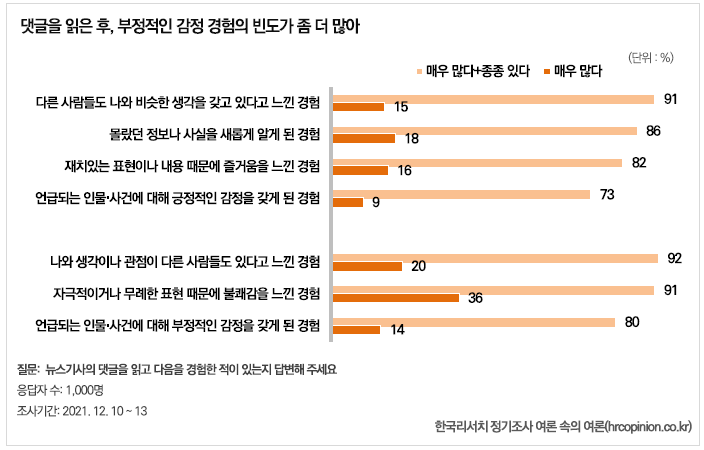 댓글을 읽은 후, 부정적인 감정 경험의 빈도가 좀 더 많아
(단위 : %)
매우 많다+종종 있다 매우 많다
다른 사람들도 나와 비슷한 생각을 갖고 있다고 느낀 경험 91
15
몰랐던 정보나 사실을 새롭게 알게 된 경험 86
18
재치있는 표현이나 내용 때문에 즐거움을 느낀 경험 82
16
언급되는 인물·사건에 대해 긍정적인 감정을 갖게 된 경험 73
9
나와 생각이나 관점이 다른 사람들도 있다고 느낀 경험 92
20
자극적이거나 무례한 표현 때문에 불쾌감을 느낀 경험 91
36
언급되는 인물·사건에 대해 부정적인 감정을 갖게 된 경험 80
14
질문: 뉴스기사의 댓글을 읽고 다음을 경험한 적이 있는지 답변해 주세요
응답자 수: 1,000명
조사기간: 2021. 12. 10 ~ 13
한국리서치 정기조사 여론 속의 여론(hrcopinion.co.kr)